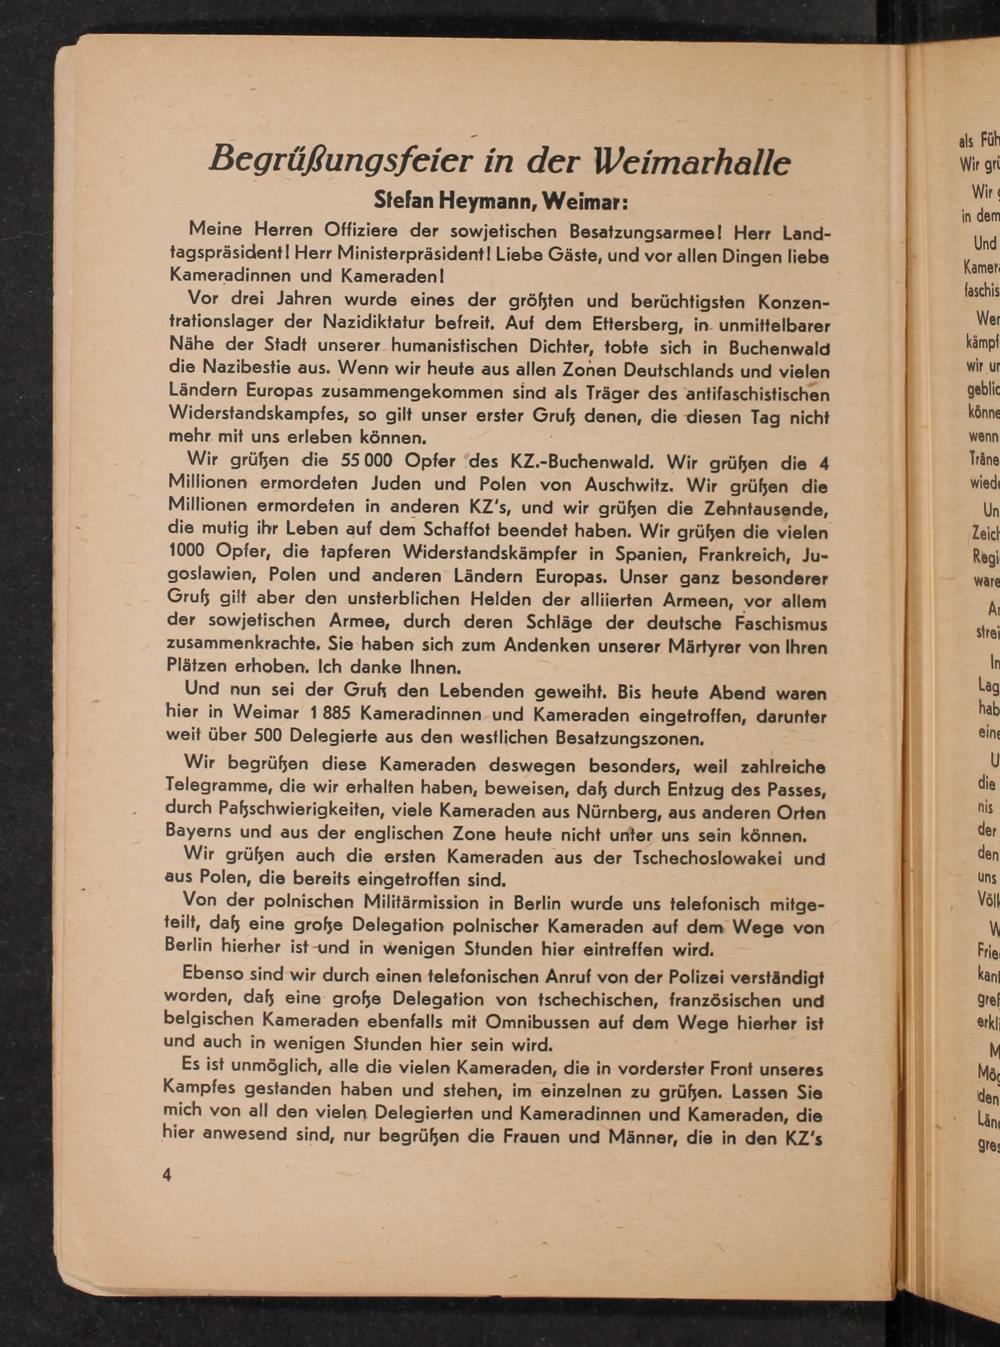 Begrüßungsfeier in der Weimarhalle
Stefan Heymann, Weimar:
Meine Herren Offiziere der sowjetischen Besatzungsarmee! Herr Land-
tagspräsident! Herr Ministerpräsident! Liebe Gäste, und vor allen Dingen liebe
Kameradinnen und Kameraden!
Vor drei Jahren wurde eines der größten und berüchtigsten Konzen-
trationslager der Nazidiktatur befreit. Auf dem Ettersberg, in unmittelbarer
Nähe der Stadt unserer humanistischen Dichter, tobte sich in Buchenwald
die Nazibestie aus. Wenn wir heute aus allen Zonen Deutschlands und vielen
Ländern Europas zusammengekommen sind als Träger des antifaschistischen
Widerstandskampfes, so gilt unser erster Gruß denen, die diesen Tag nicht
mehr mit uns erleben können.
Wir grüßen die 55 000 Opfer des KZ.-Buchenwald. Wir grüßen die 4
Millionen ermordeten Juden und Polen von Auschwitz. Wir grüßen die
Millionen ermordeten in anderen KZ's, und wir grüßen die Zehntausende,
die mutig ihr Leben auf dem Schaffot beendet haben. Wir grüßen die vielen
1000 Opfer, die tapferen Widerstandskämpfer in Spanien, Frankreich, Ju-
goslawien, Polen und anderen Ländern Europas. Unser ganz besonderer
Gruß gilt aber den unsterblichen Helden der alliierten Armeen, vor allem
der sowjetischen Armee, durch deren Schläge der deutsche Faschismus
zusammenkrachte. Sie haben sich zum Andenken unserer Märtyrer von Ihren
Plätzen erhoben. Ich danke Ihnen.
Und nun sei der Gruß den Lebenden geweiht. Bis heute Abend waren
hier in Weimar 1 885 Kameradinnen und Kameraden eingetroffen, darunter
weit über 500 Delegierte aus den westlichen Besatzungszonen.
Wir begrüßen diese Kameraden deswegen besonders, weil zahlreiche
Telegramme, die wir erhalten haben, beweisen, daß durch Entzug des Passes,
durch Paßschwierigkeiten, viele Kameraden aus Nürnberg, aus anderen Orten
Bayerns und aus der englischen Zone heute nicht unter uns sein können.
Wir grüßen auch die ersten Kameraden aus der Tschechoslowakei und
aus Polen, die bereits eingetroffen sind.
Von der polnischen Militärmission in Berlin wurde uns telefonisch mitge-
teilt, daß eine große Delegation polnischer Kameraden auf dem Wege von
Berlin hierher ist und in wenigen Stunden hier eintreffen wird.
Ebenso sind wir durch einen telefonischen Anruf von der Polizei verständigt
worden, daß eine große Delegation von tschechischen, französischen und
belgischen Kameraden ebenfalls mit Omnibussen auf dem Wege hierher ist
und auch in wenigen Stunden hier sein wird.
Es ist unmöglich, alle die vielen Kameraden, die in vorderster Front unseres
Kampfes gestanden haben und stehen, im einzelnen zu grüßen. Lassen Sie
mich von all den vielen Delegierten und Kameradinnen und Kameraden, die
hier anwesend sind, nur begrüßen die Frauen und Männer, die in den KZ's
4
als
Wir
Wir
in dem
Und
Wer
wir
wenn
die
nis
der
den
uns
den